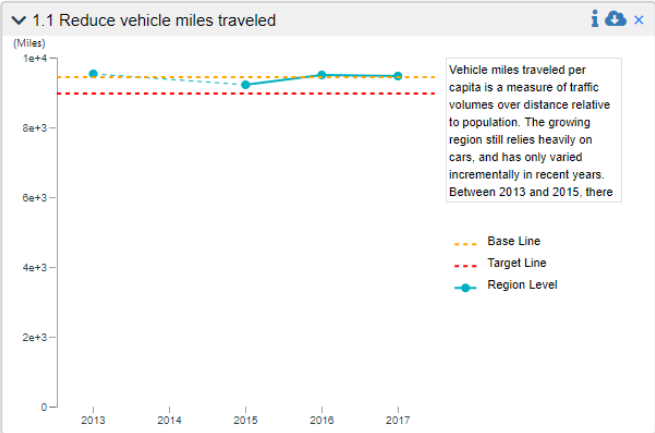 1.1 Reduce vehicle miles traveled
(Miles)
1e+4
8e+3
6e+3
4e+3
2e+3
0
2013 2014 2015 2016 2017
Vehicle miles traveled per
capita is a measure of traffic
volumes over distance relative
to population. The growing
region still relies heavily on
cars, and has only varied
incrementally in recent years.
Between 2013 and 2015, there
Base Line
Target Line
Region Level